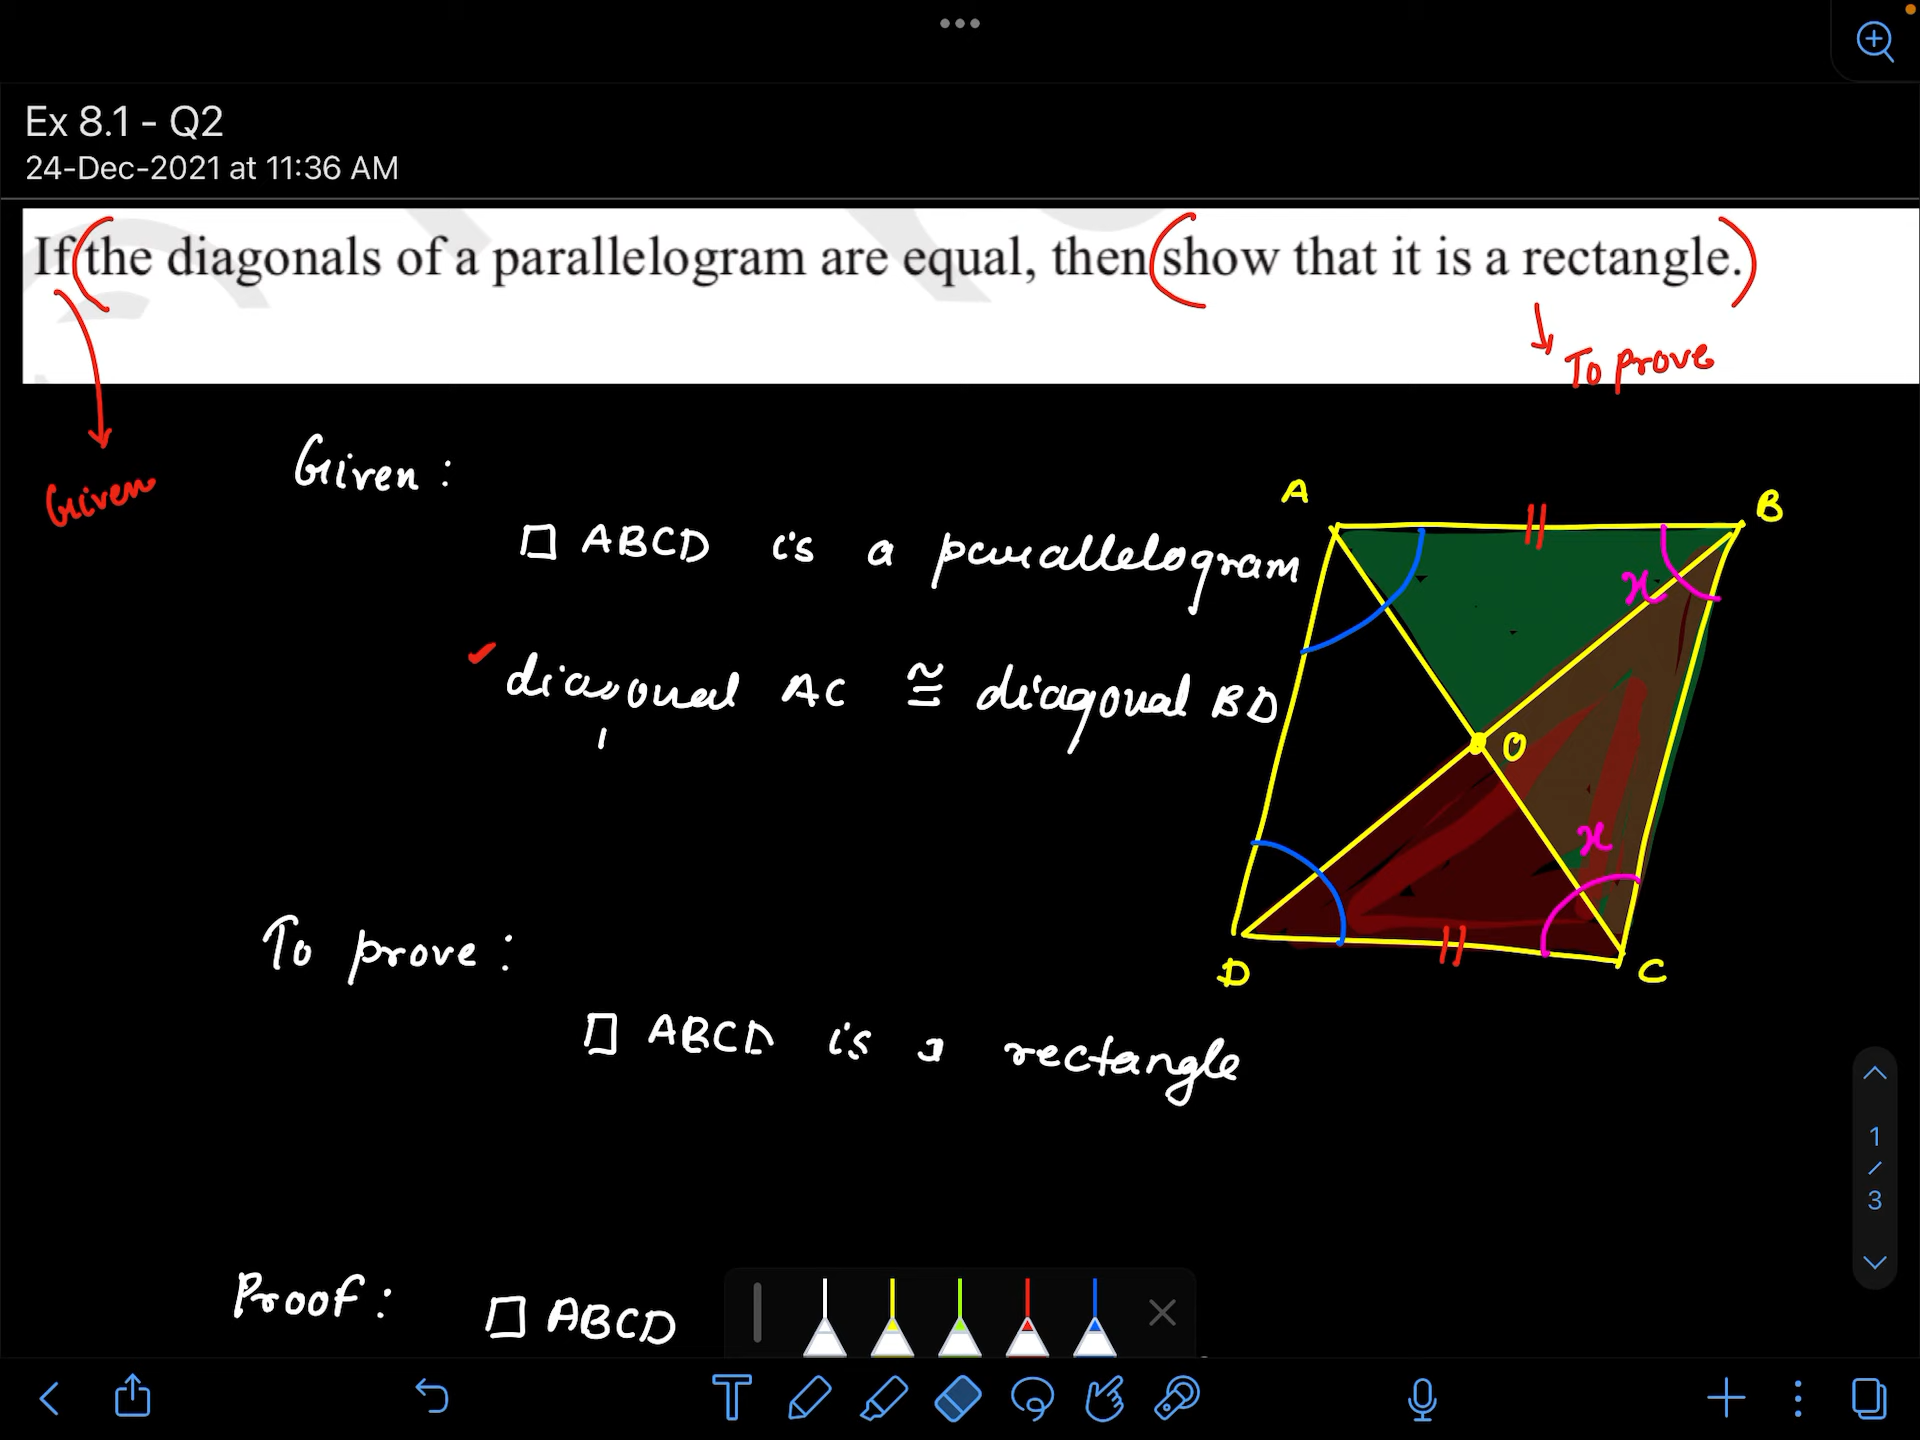 Ex 8.1 - Q2
24-Dec-2021 at 11:36 AM
If the diagonals of a parallelogram are equal, then show that it is a rectangle.
To prove
Given
Given :
□ ABCD is a parallelogram
diagonal AC ≅ diagonal BD
A
B
x
O
x
D
C
To prove :
□ ABCD is a rectangle
Proof : □ ABCD
1
/
3